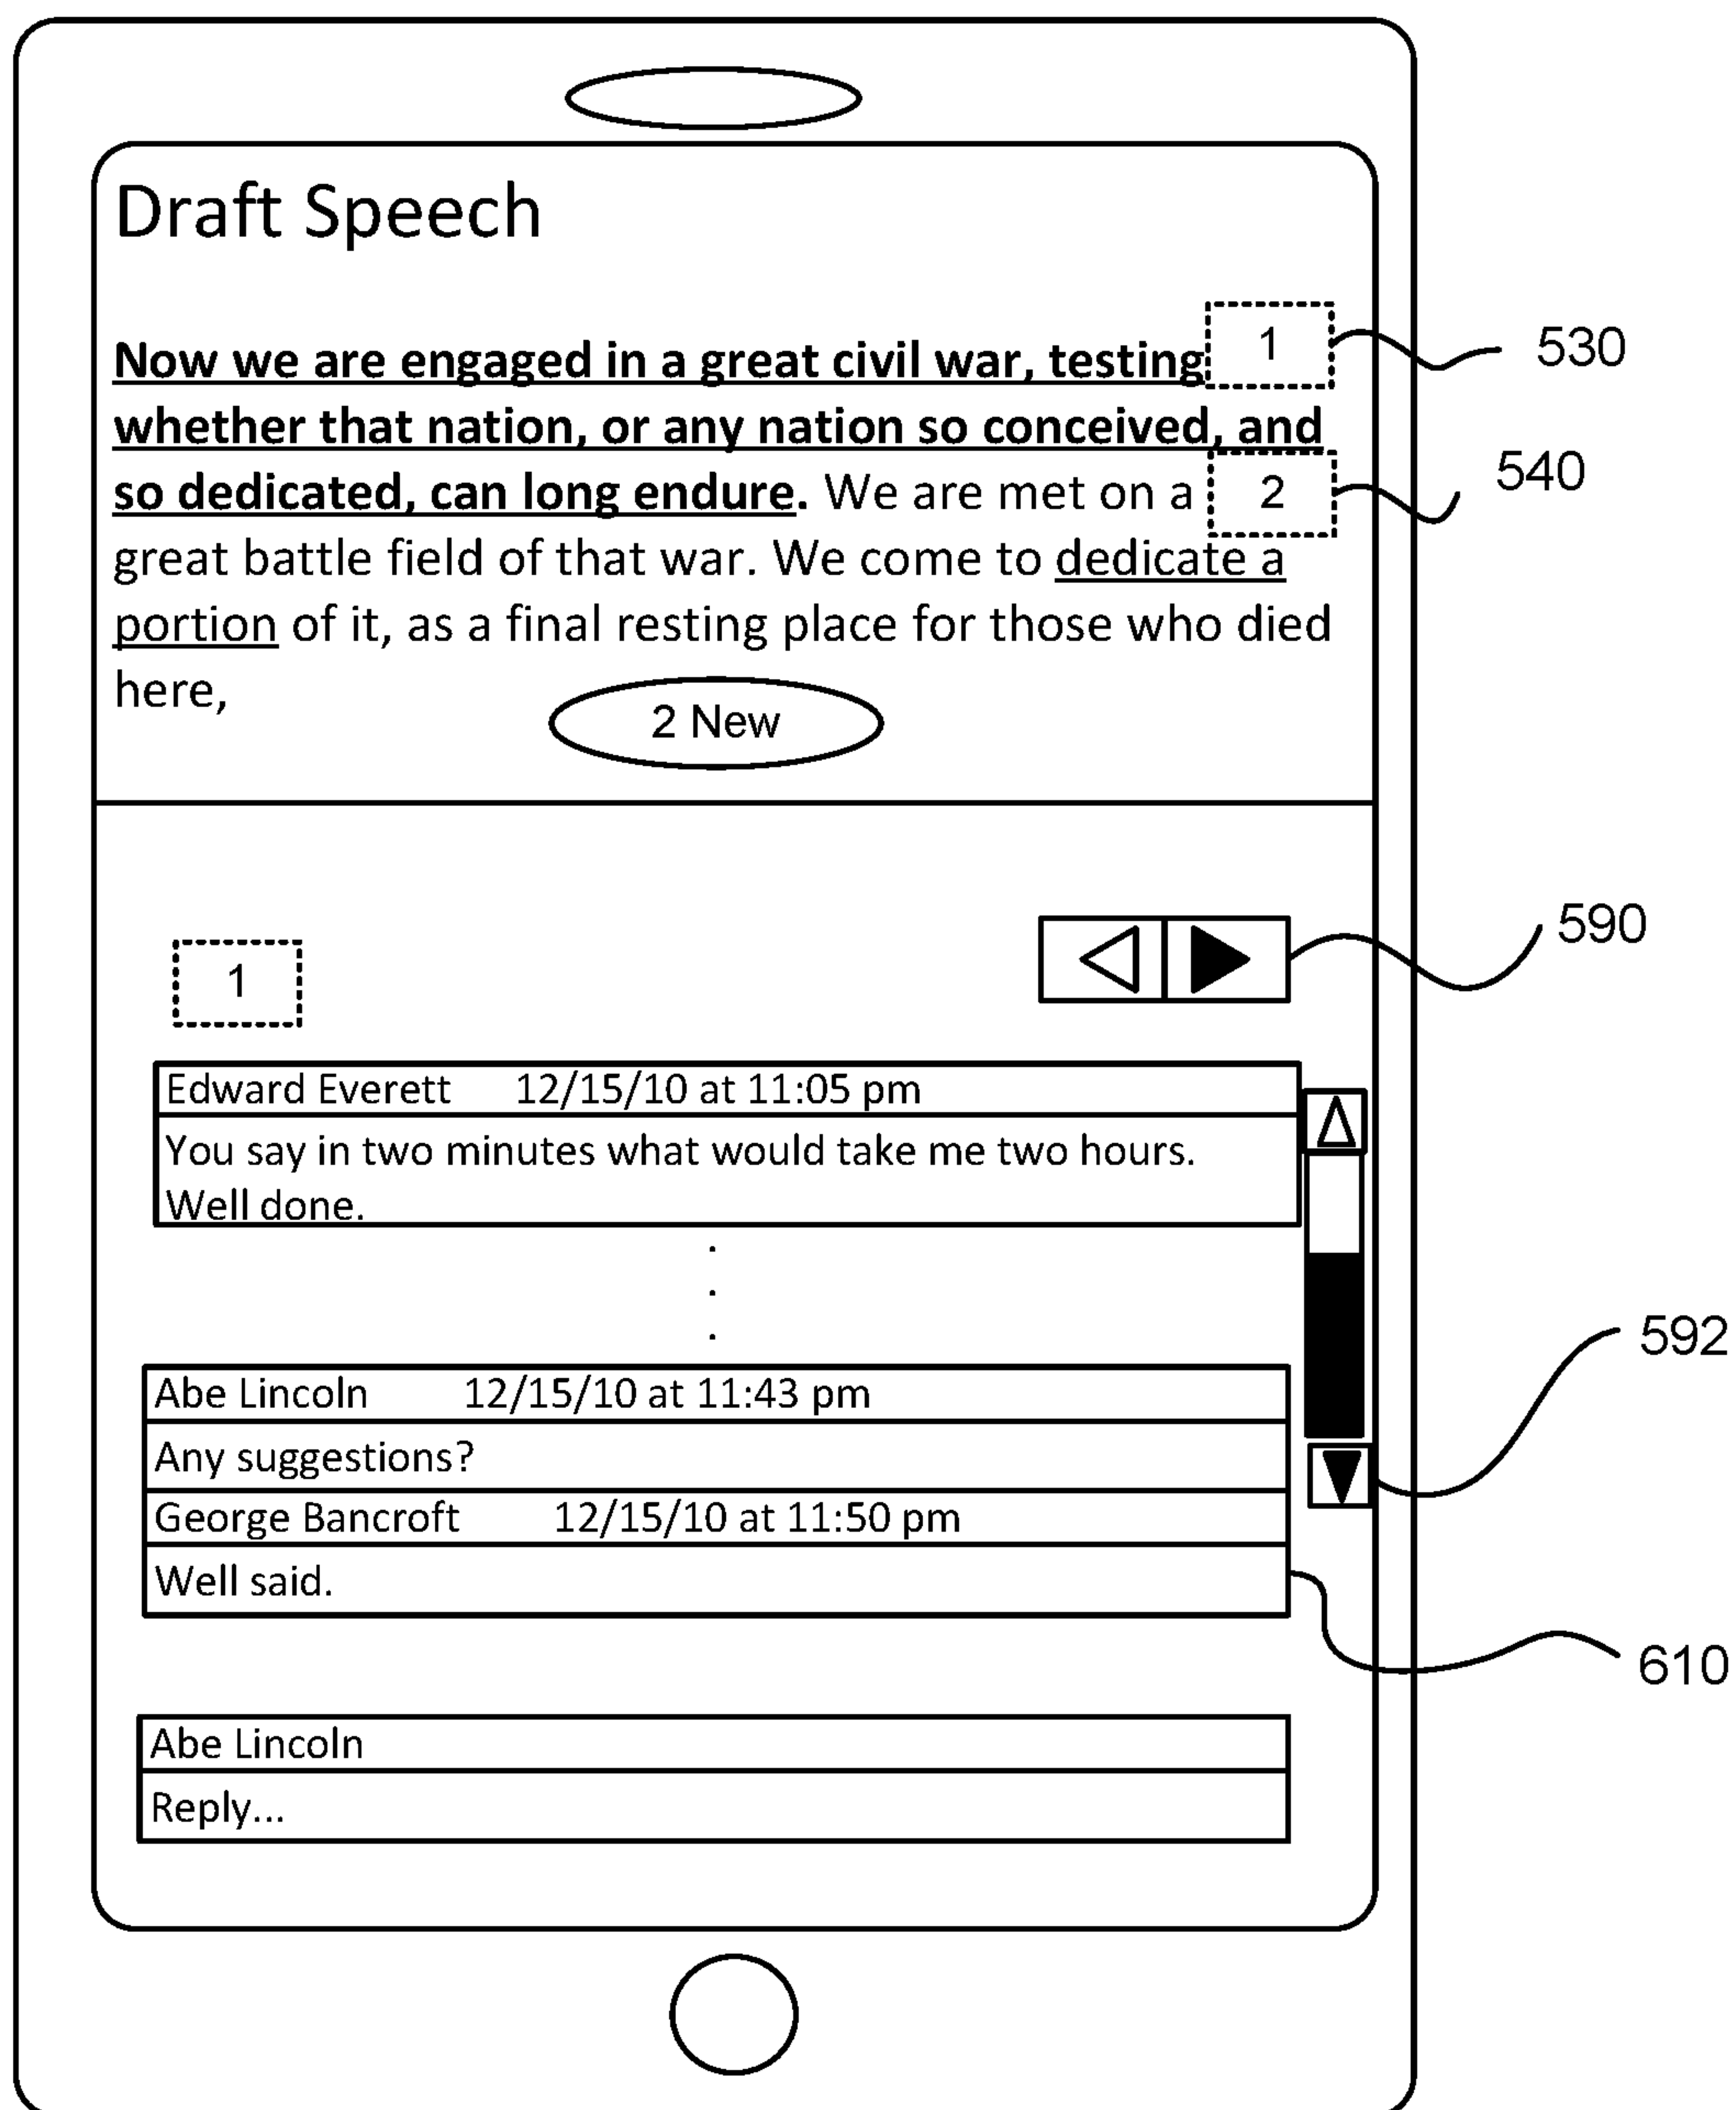 Draft Speech
Now we are engaged in a great civil war, testing 1
530
whether that nation, or any nation so conceived, and
so dedicated, can long endure. We are met on a 2
540
great battle field of that war. We come to dedicate a
portion of it, as a final resting place for those who died
here,
2 New
590
1
Edward Everett 12/15/10 at 11:05 pm
You say in two minutes what would take me two hours.
Well done.
592
Abe Lincoln 12/15/10 at 11:43 pm
Any suggestions?
George Bancroft 12/15/10 at 11:50 pm
Well said.
610
Abe Lincoln
Reply...